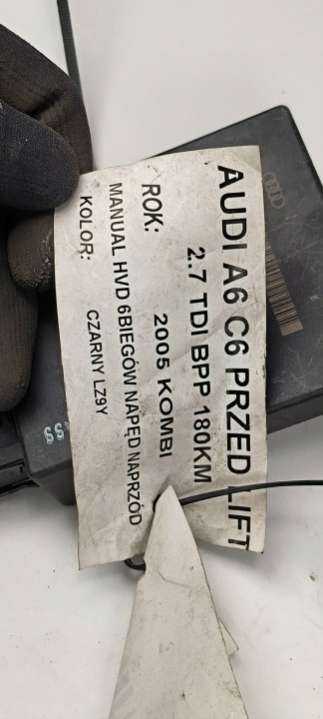 AUDI A6 C6 PRZED LIFT
2.7 TDI BPP 180KM
ROK: 2005 KOMBI
MANUAL HVD 6BIEGÓW NAPĘD NAPRZÓD
KOLOR: CZARNY LZ9Y